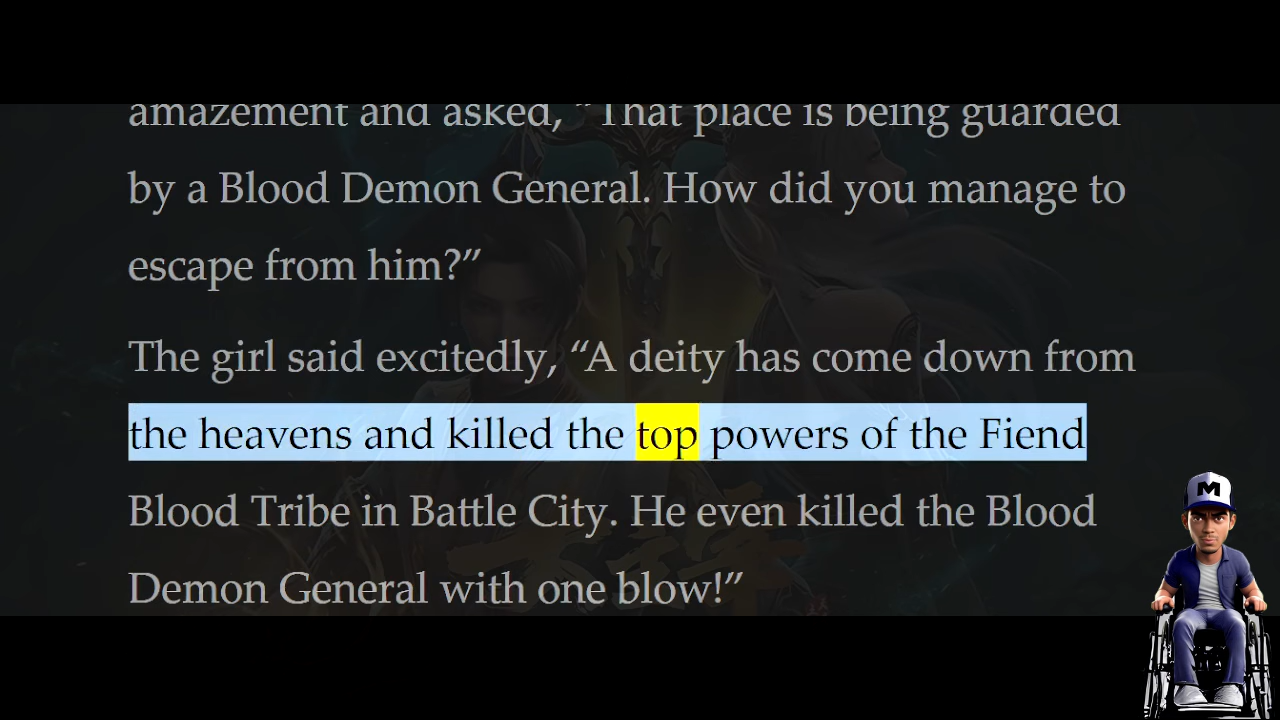 amazement and asked, “That place is being guarded
by a Blood Demon General. How did you manage to
escape from him?”
The girl said excitedly, “A deity has come down from
the heavens and killed the top powers of the Fiend
Blood Tribe in Battle City. He even killed the Blood
Demon General with one blow!”
M